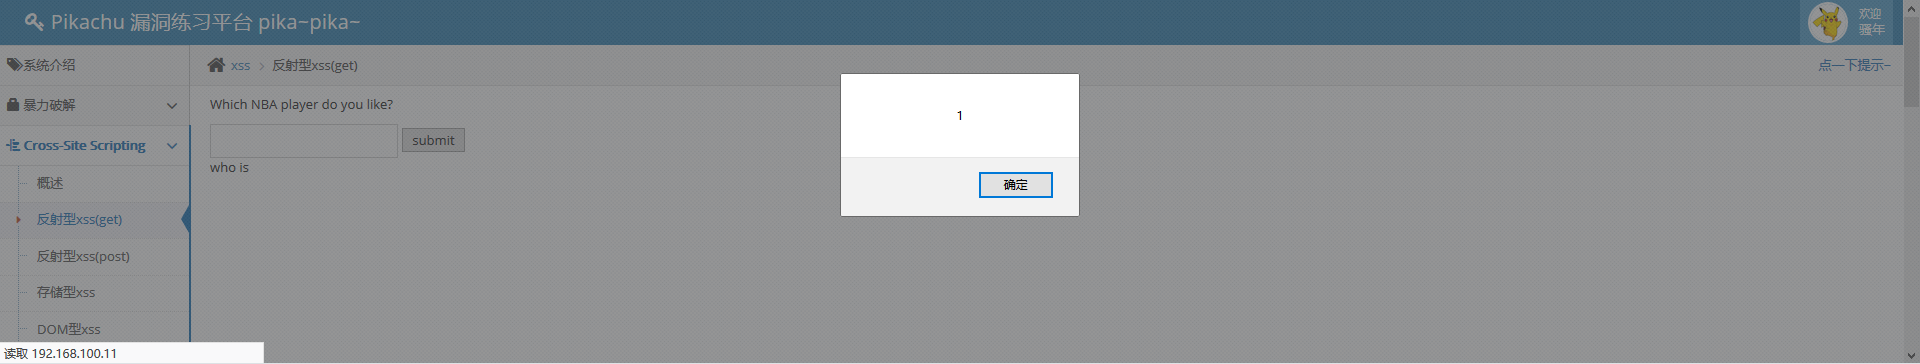 Pikachu 漏洞练习平台 pika~pika~
欢迎
骚年
系统介绍
xss
反射型xss(get)
点一下提示~
暴力破解
Which NBA player do you like?
Cross-Site Scripting
submit
who is
概述
反射型xss(get)
反射型xss(post)
存储型xss
DOM型xss
1
确定
读取 192.168.100.11